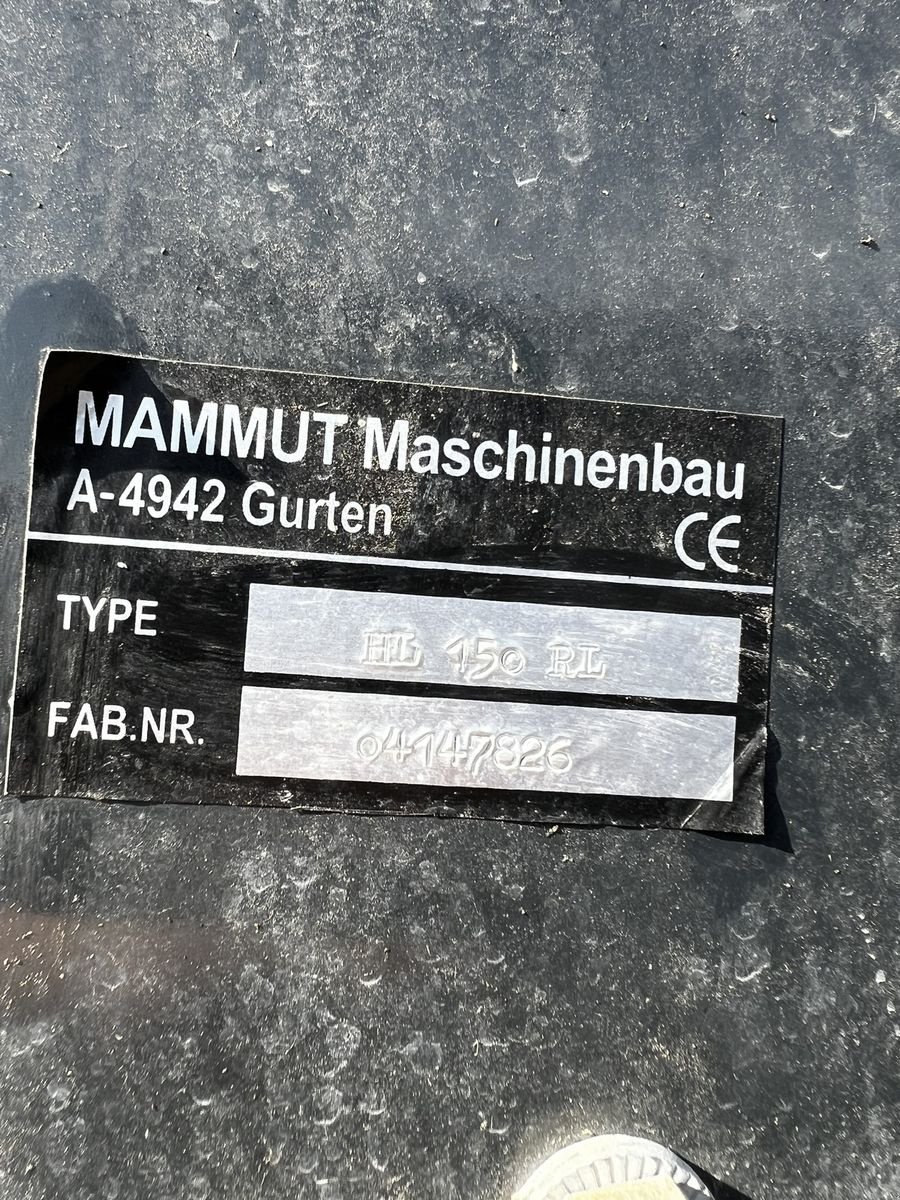 MAMMUT Maschinenbau
A-4942 Gurten
CE
TYPE HL 150 RL
FAB.NR. 04147826